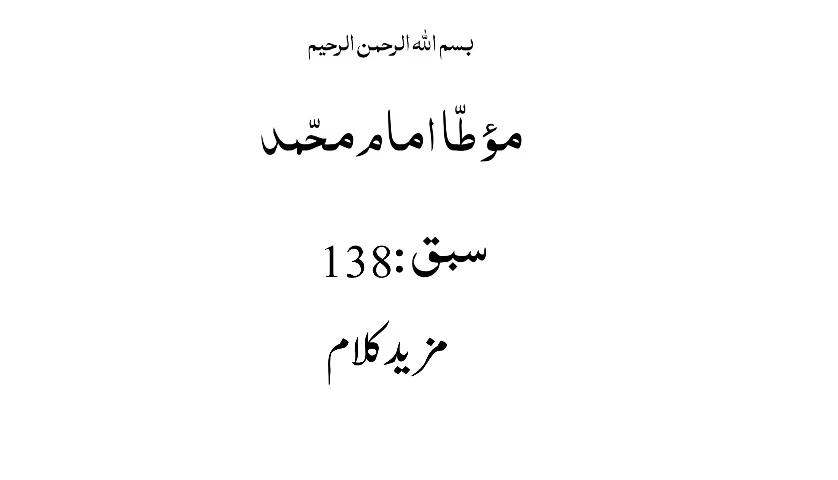 بسم اللہ الرحمن الرحیم
مؤطّا امام محمّد
سبق:138
مزید کلام